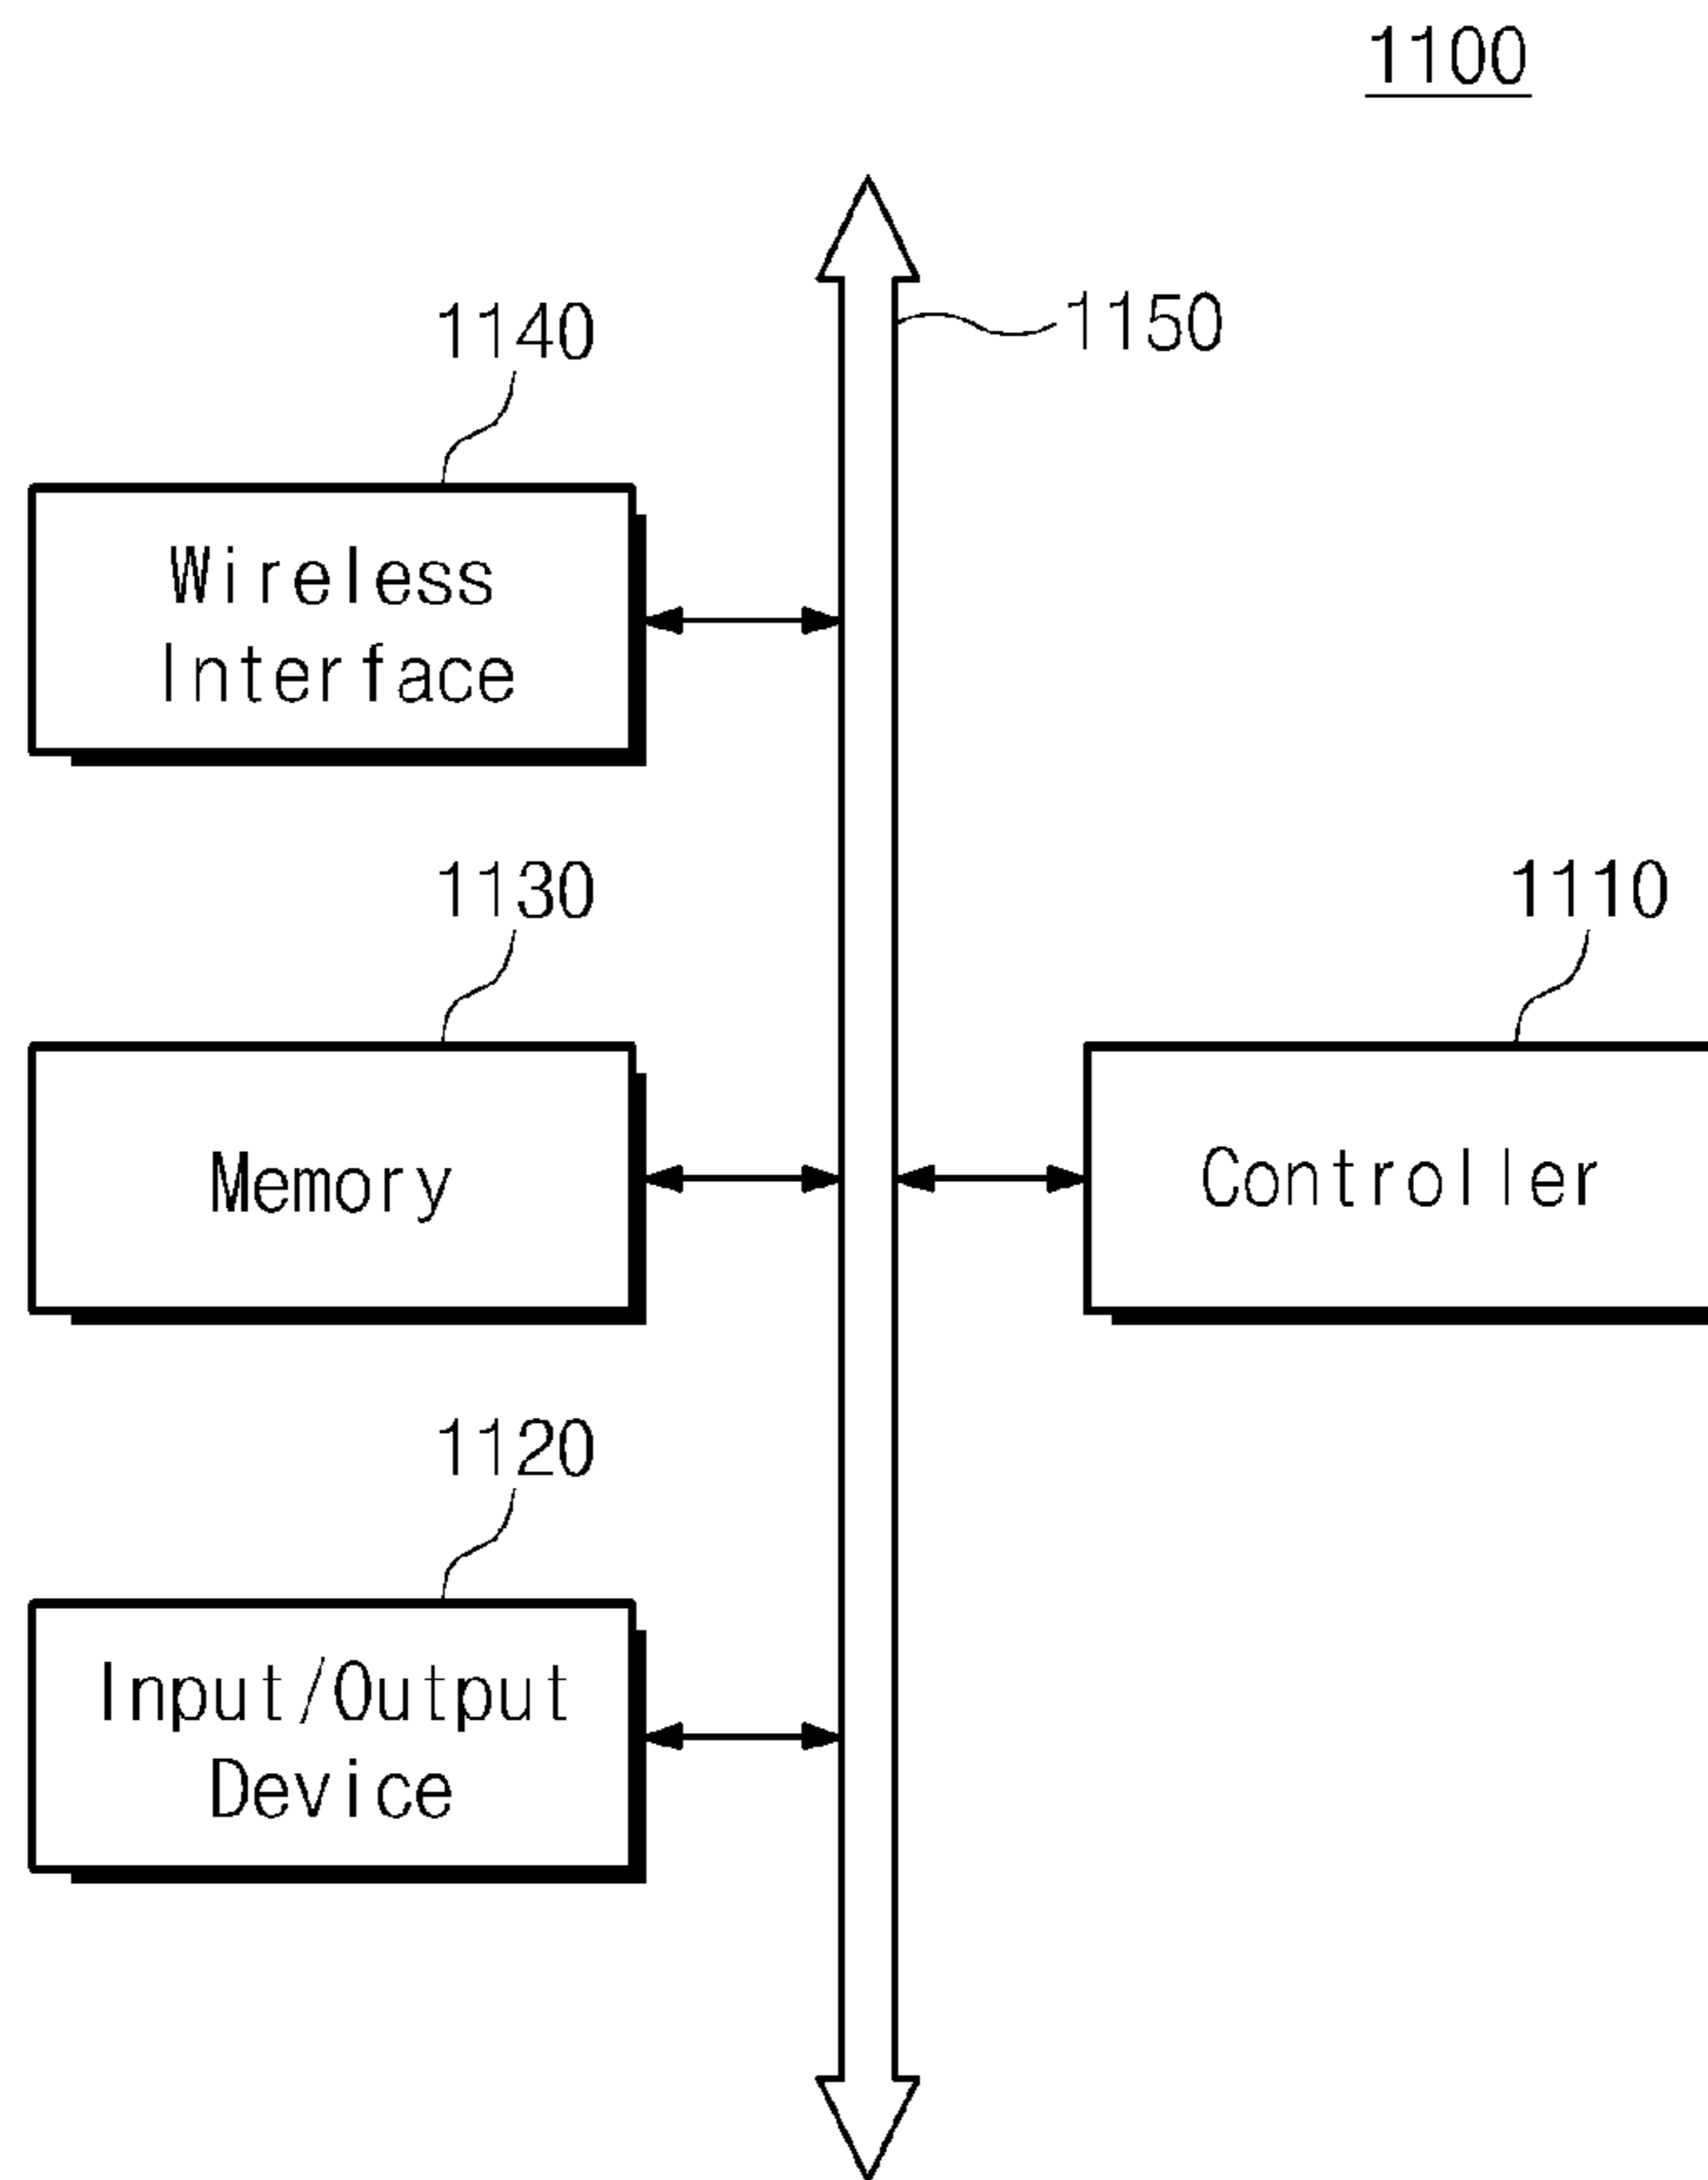 1100
1150
1140
Wireless
Interface
1130
1110
Memory
Controller
1120
Input/Output
Device